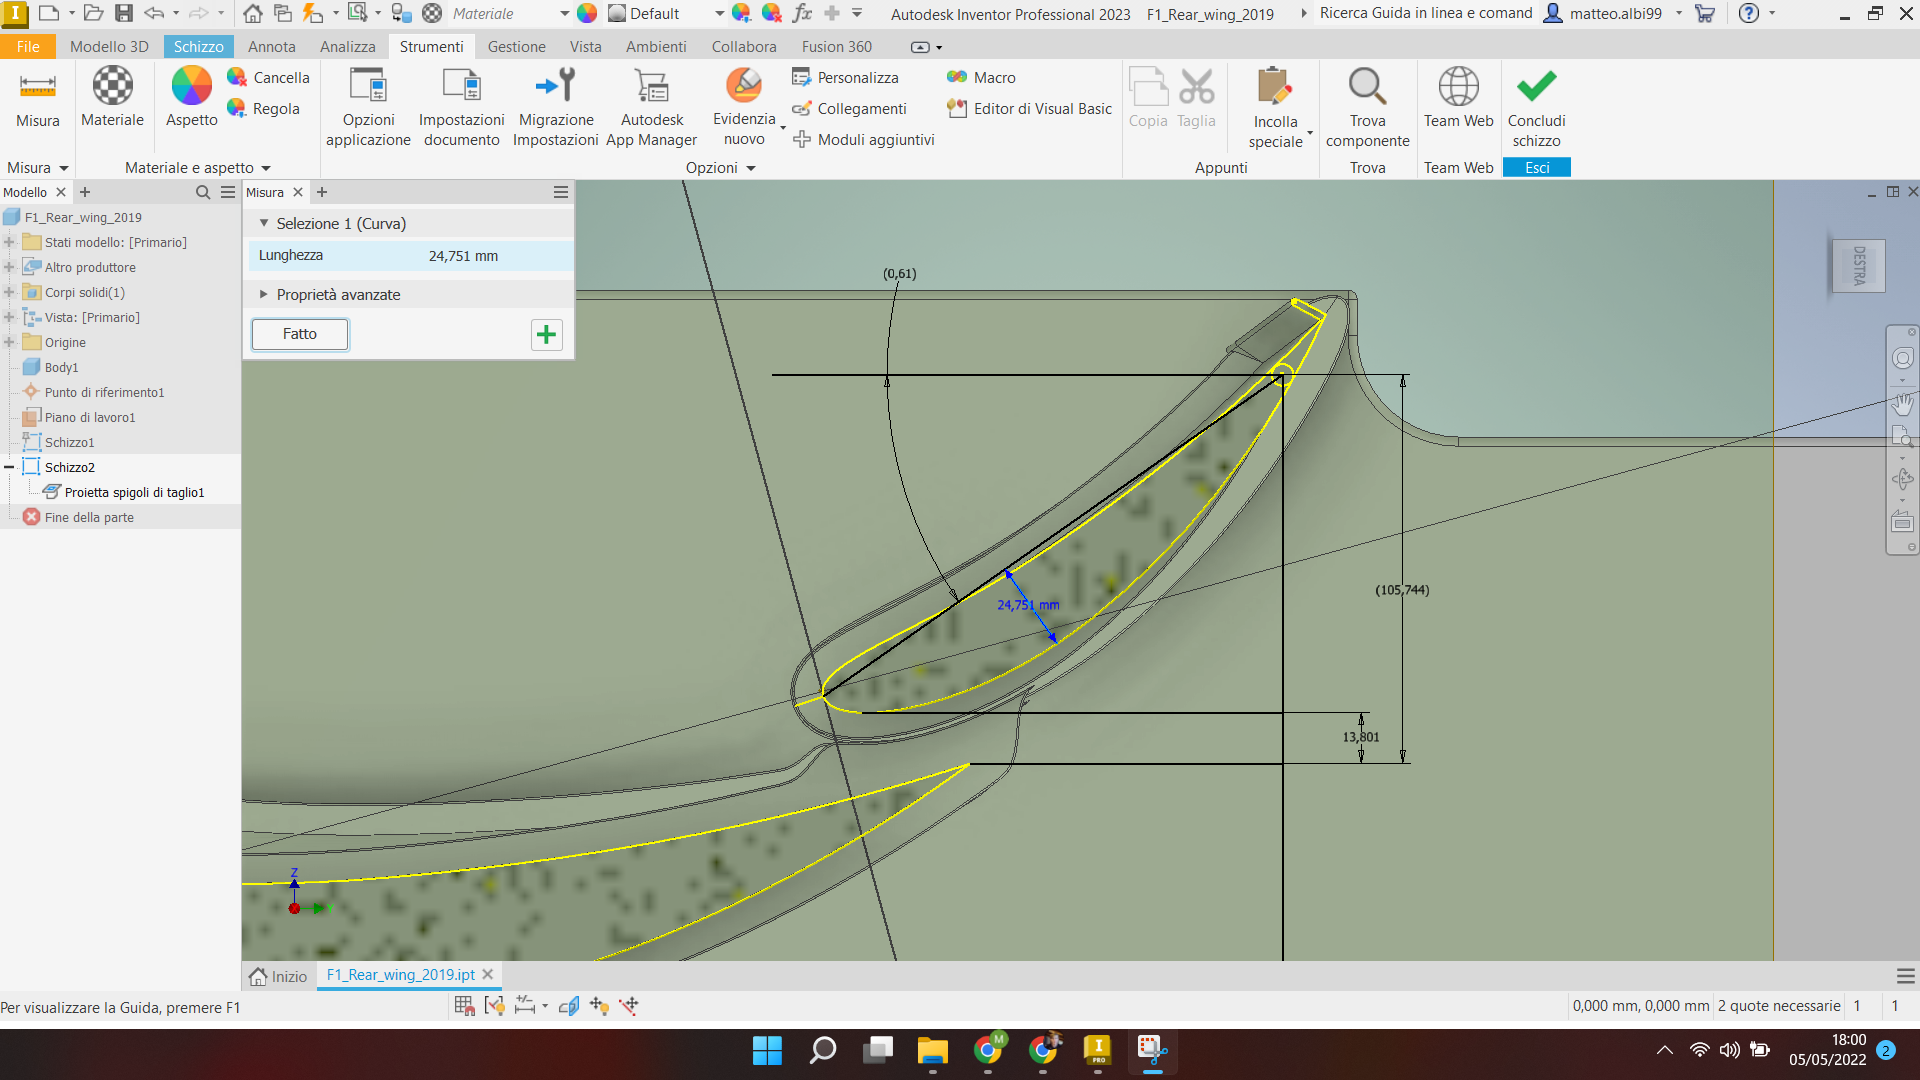 Materiale
Default
Autodesk Inventor Professional 2023 F1_Rear_wing_2019
Ricerca Guida in linea e comand
matteo.albi99
File Modello 3D Schizzo Annota Analizza Strumenti Gestione Vista Ambienti Collabora Fusion 360
Misura
Materiale
Aspetto
Cancella
Regola
Opzioni applicazione
Impostazioni documento
Migrazione Impostazioni
Autodesk App Manager
Evidenzia nuovo
Personalizza
Collegamenti
Moduli aggiuntivi
Macro
Editor di Visual Basic
Copia
Taglia
Incolla speciale
Trova componente
Team Web
Concludi schizzo
Misura
Materiale e aspetto
Opzioni
Appunti
Trova
Team Web
Esci
Modello
F1_Rear_wing_2019
Stati modello: [Primario]
Altro produttore
Corpi solidi(1)
Vista: [Primario]
Origine
Body1
Punto di riferimento1
Piano di lavoro1
Schizzo1
Schizzo2
Proietta spigoli di taglio1
Fine della parte
Misura
Selezione 1 (Curva)
Lunghezza 24,751 mm
Proprietà avanzate
Fatto
(0,61)
DESTRA
24,751 mm
(105,744)
13,801
Z
Y
Inizio
F1_Rear_wing_2019.ipt
Per visualizzare la Guida, premere F1
0,000 mm, 0,000 mm 2 quote necessarie 1 1
M
I
PRO
18:00
05/05/2022
2